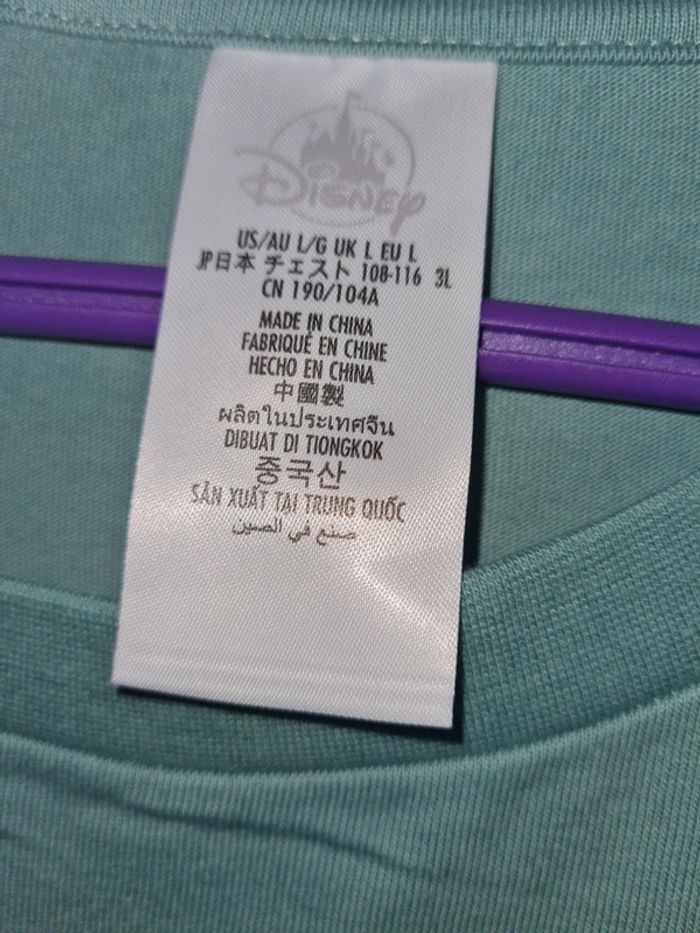 Disney
US/AU L/G UK L EU L
JP日本 チェスト 108-116 3L
CN 190/104A
MADE IN CHINA
FABRIQUÉ EN CHINE
HECHO EN CHINA
中國製
ผลิตในประเทศจีน
DIBUAT DI TIONGKOK
중국산
SẢN XUẤT TẠI TRUNG QUỐC
صنع في الصين